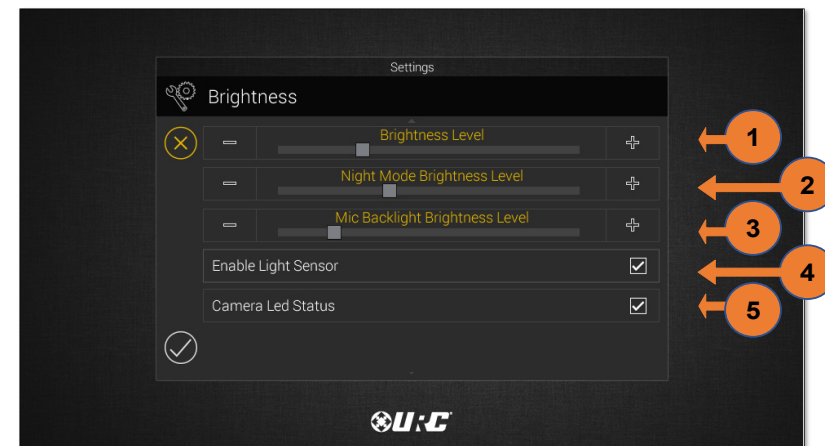 Settings
Brightness
Brightness Level
1
Night Mode Brightness Level
2
Mic Backlight Brightness Level
3
Enable Light Sensor
4
Camera Led Status
5
URC